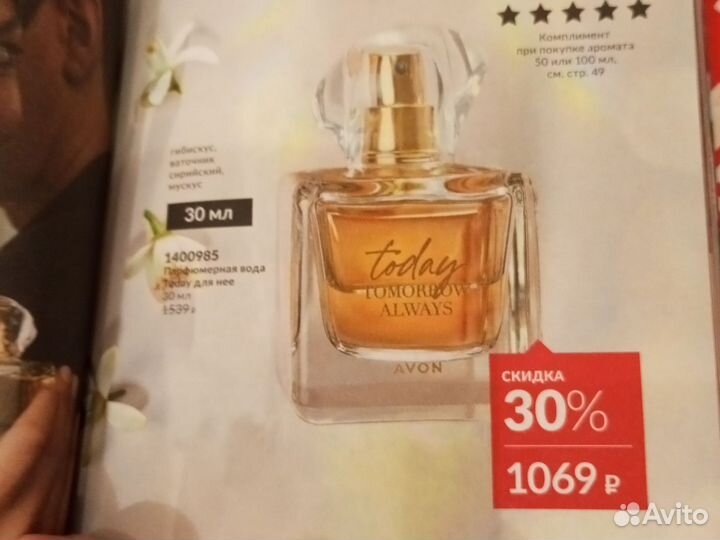 ★★★★★
Комплимент
при покупке аромата
50 или 100 мл,
см. стр. 49
гибискус,
ваточник
сирийский,
мускус
30 мл
1400985
Парфюмерная вода
Today для нее
30 мл
1539 ₽
today
TOMORROW
ALWAYS
AVON
СКИДКА
30%
1069 ₽
Avito